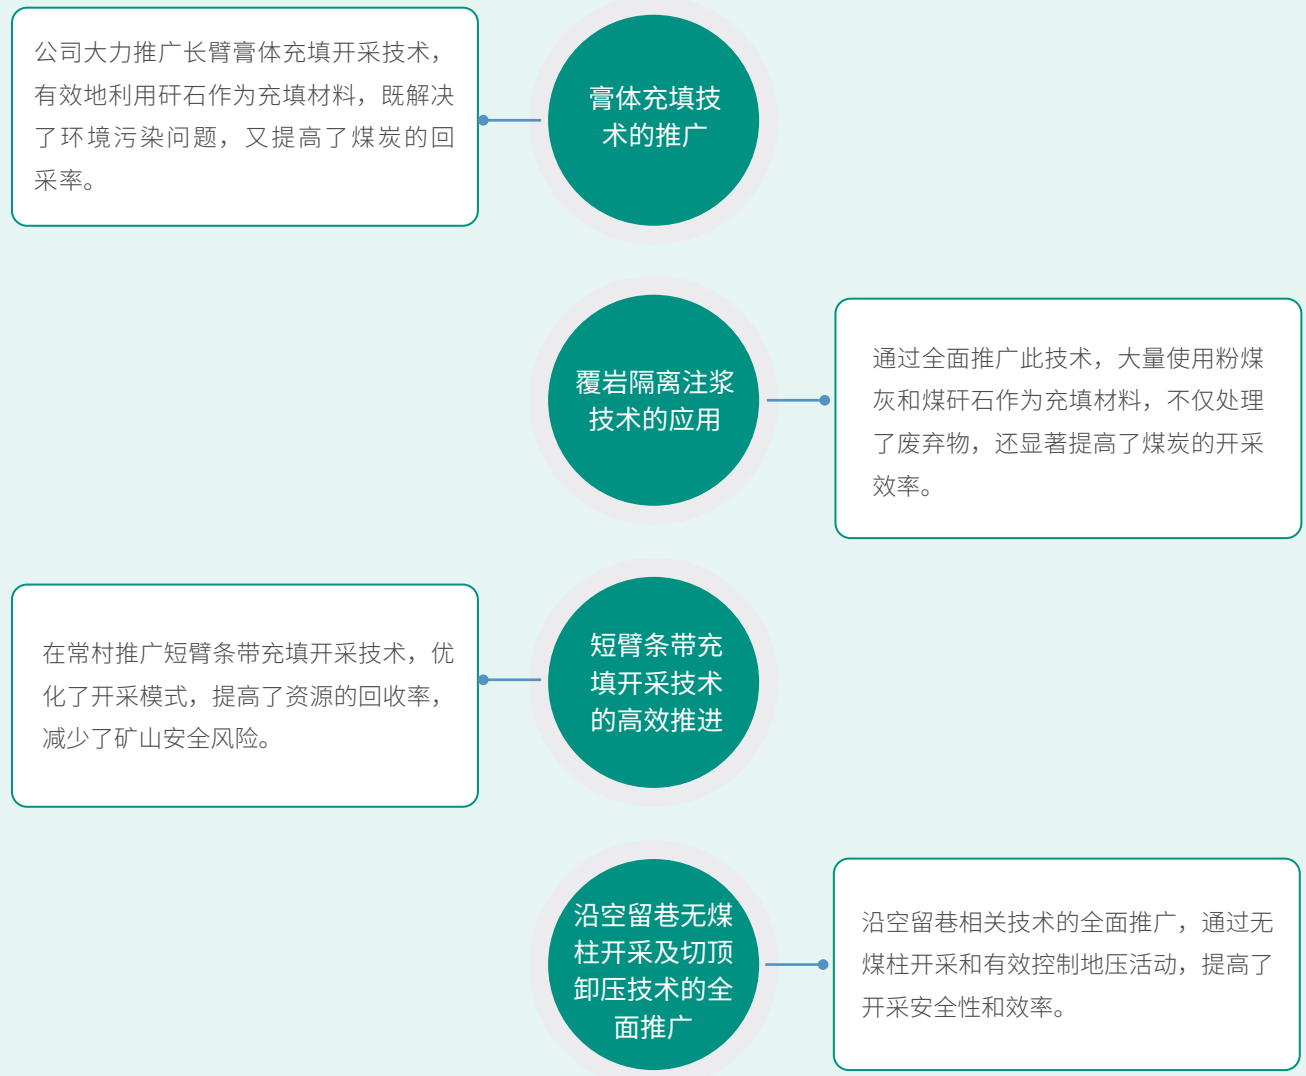 公司大力推广长臂膏体充填开采技术，
有效地利用矸石作为充填材料，既解决
了环境污染问题，又提高了煤炭的回
采率。
膏体充填技
术的推广
覆岩隔离注浆
技术的应用
通过全面推广此技术，大量使用粉煤
灰和煤矸石作为充填材料，不仅处理
了废弃物，还显著提高了煤炭的开采
效率。
在常村推广短臂条带充填开采技术，优
化了开采模式，提高了资源的回收率，
减少了矿山安全风险。
短臂条带充
填开采技术
的高效推进
沿空留巷无煤
柱开采及切顶
卸压技术的全
面推广
沿空留巷相关技术的全面推广，通过无
煤柱开采和有效控制地压活动，提高了
开采安全性和效率。